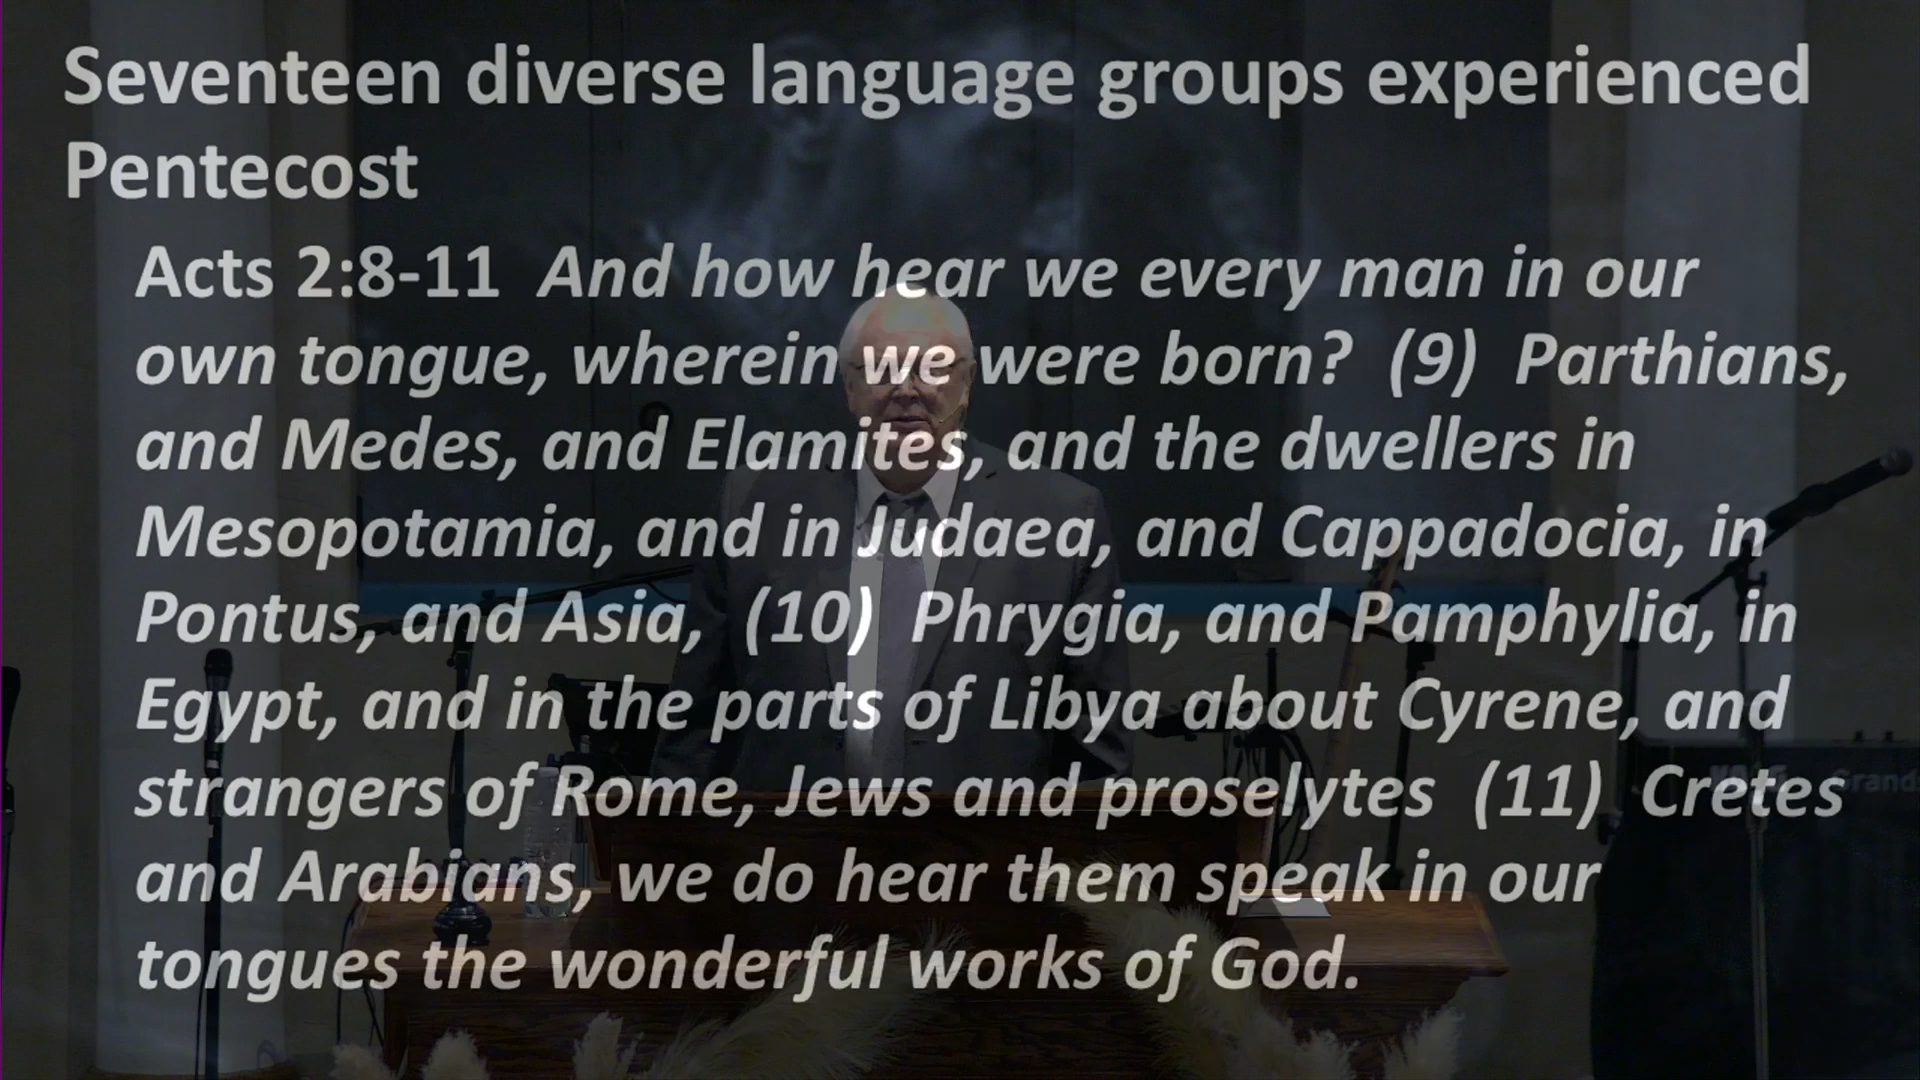 Seventeen diverse language groups experienced
Pentecost
Acts 2:8-11 And how hear we every man in our
own tongue, wherein we were born? (9) Parthians,
and Medes, and Elamites, and the dwellers in
Mesopotamia, and in Judaea, and Cappadocia, in
Pontus, and Asia, (10) Phrygia, and Pamphylia, in
Egypt, and in the parts of Libya about Cyrene, and
strangers of Rome, Jews and proselytes (11) Cretes
and Arabians, we do hear them speak in our
tongues the wonderful works of God.